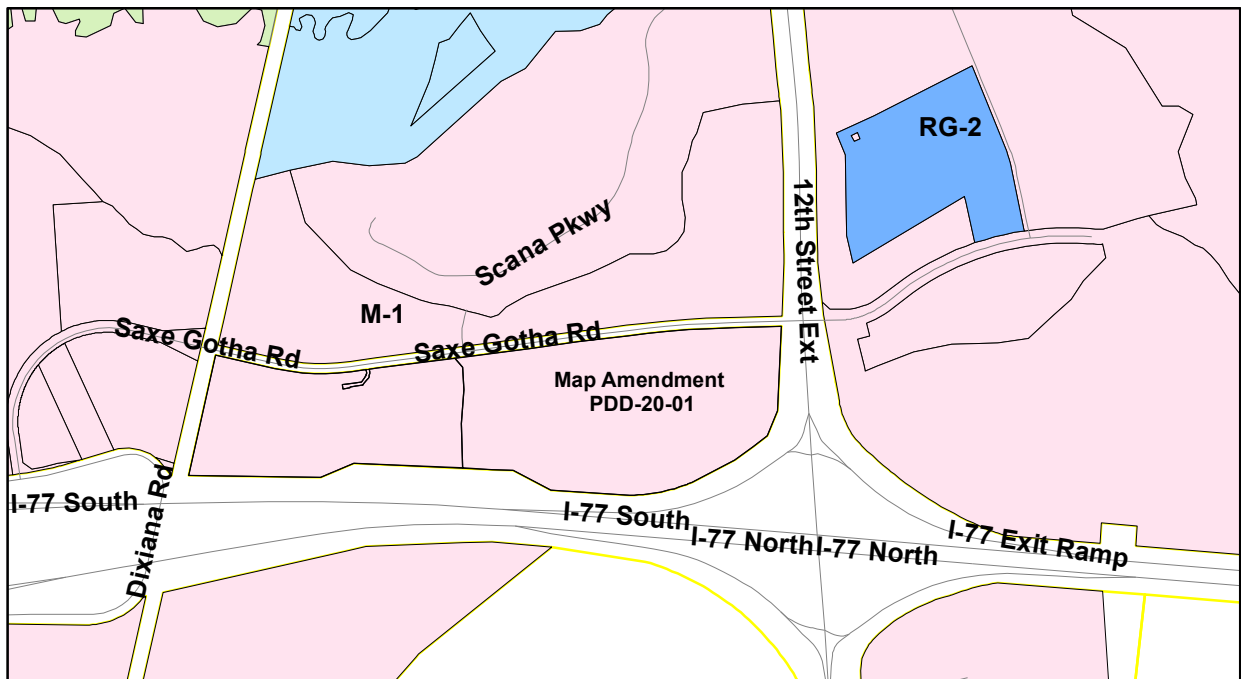 RG-2
12th Street Ext
Scana Pkwy
M-1
Saxe Gotha Rd
Saxe Gotha Rd
Map Amendment
PDD-20-01
I-77 South
Dixiana Rd
I-77 South
I-77 North
I-77 North
I-77 Exit Ramp